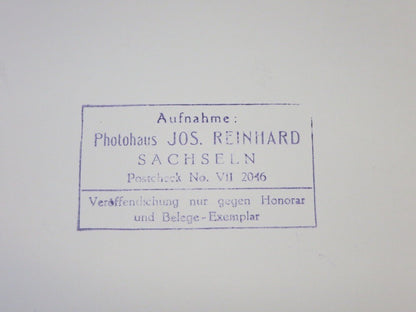 Aufnahme:
Photohaus JOS. REINHARD
SACHSELN
Postcheck No. VII 2046
Veröffentlichung nur gegen Honorar
und Belege-Exemplar